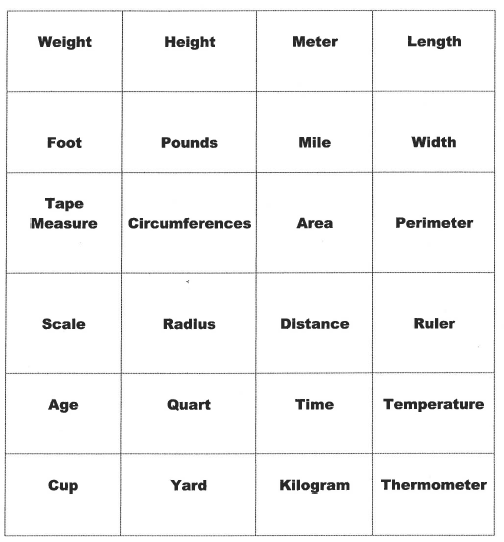 Weight Height Meter Length
Foot Pounds Mile Width
Tape
Measure Circumferences Area Perimeter
Scale Radius Distance Ruler
Age Quart Time Temperature
Cup Yard Kilogram Thermometer